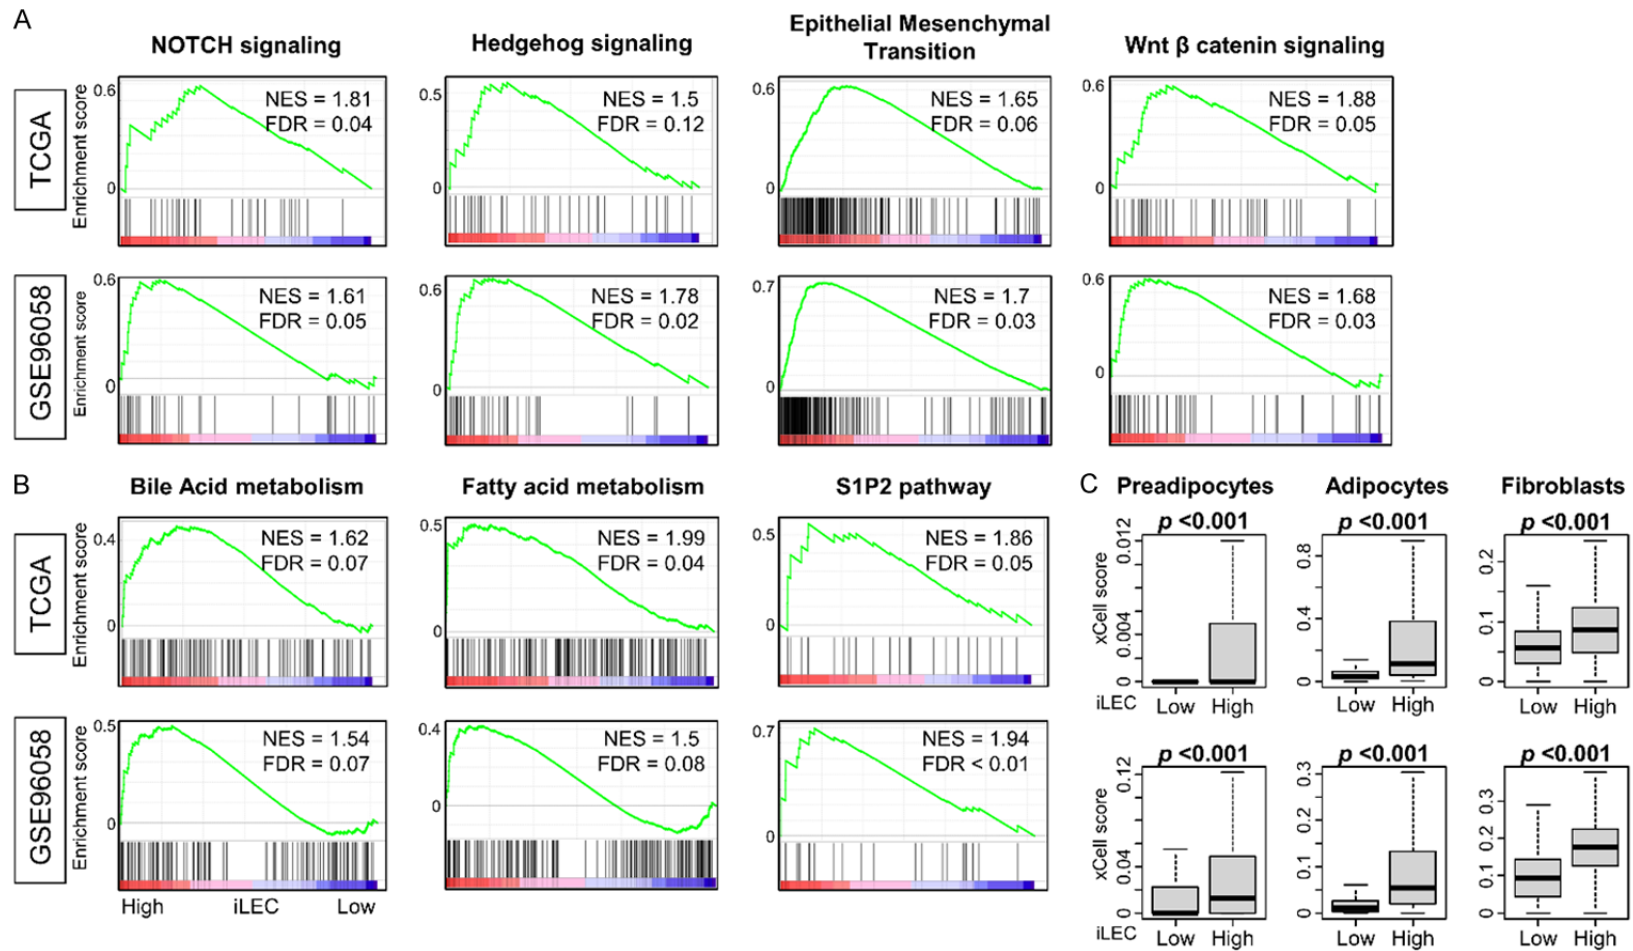 A
NOTCH signaling
Hedgehog signaling
Epithelial Mesenchymal
Transition
Wnt β catenin signaling
TCGA
Enrichment score
0.6
0
NES = 1.81
FDR = 0.04
0.5
0
NES = 1.5
FDR = 0.12
0.6
0
NES = 1.65
FDR = 0.06
0.6
0
NES = 1.88
FDR = 0.05
GSE96058
Enrichment score
0.6
0
NES = 1.61
FDR = 0.05
0.6
0
NES = 1.78
FDR = 0.02
0.7
0
NES = 1.7
FDR = 0.03
0.6
0
NES = 1.68
FDR = 0.03
B
Bile Acid metabolism
Fatty acid metabolism
S1P2 pathway
TCGA
Enrichment score
0.4
0
NES = 1.62
FDR = 0.07
0.5
0
NES = 1.99
FDR = 0.04
0.5
0
NES = 1.86
FDR = 0.05
GSE96058
Enrichment score
0.5
0
NES = 1.54
FDR = 0.07
0.4
0
NES = 1.5
FDR = 0.08
0.7
0
NES = 1.94
FDR < 0.01
High iLEC Low
C
Preadipocytes
Adipocytes
Fibroblasts
p <0.001
p <0.001
p <0.001
xCell score
0.012
0.004
0
0.8
0.4
0
0.2
0.1
0
iLEC Low High
Low High
Low High
p <0.001
p <0.001
p <0.001
xCell score
0.12
0.04
0
0.3
0.2
0.1
0
0.3
0.2
0.1
0
iLEC Low High
Low High
Low High